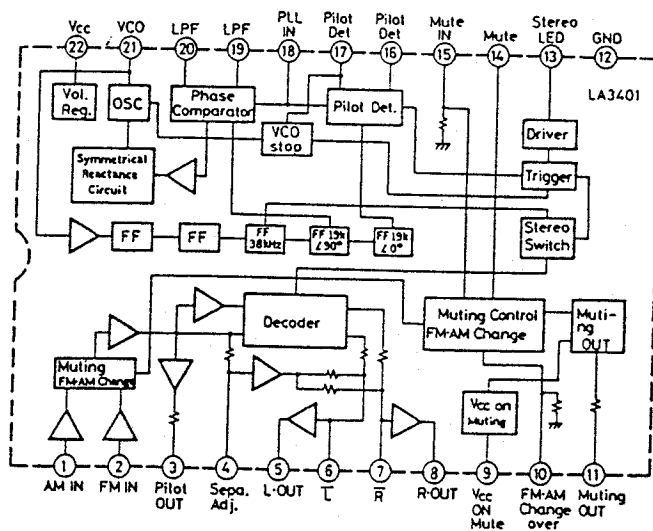 Vcc VCO LPF LPF PLL IN Pilot Det Pilot Det Mute IN Mute Stereo LED GND
22 21 20 19 18 17 16 15 14 13 12
LA3401
Vol. Reg.
OSC
Phase Comparator
Pilot Det.
VCO stop
Driver
Symmetrical Reactance Circuit
Trigger
FF
FF
FF 38kHz
FF 19k ∠90°
FF 19k ∠0°
Stereo Switch
Decoder
Muting Control FM·AM Change
Muti-ng OUT
Muting FM·AM Change
Vcc on Muting
1 2 3 4 5 6 7 8 9 10 11
AM IN FM IN Pilot OUT Sepa. Adj. L·OUT L̅ R̅ R·OUT Vcc ON Mute FM·AM Change over Muting OUT